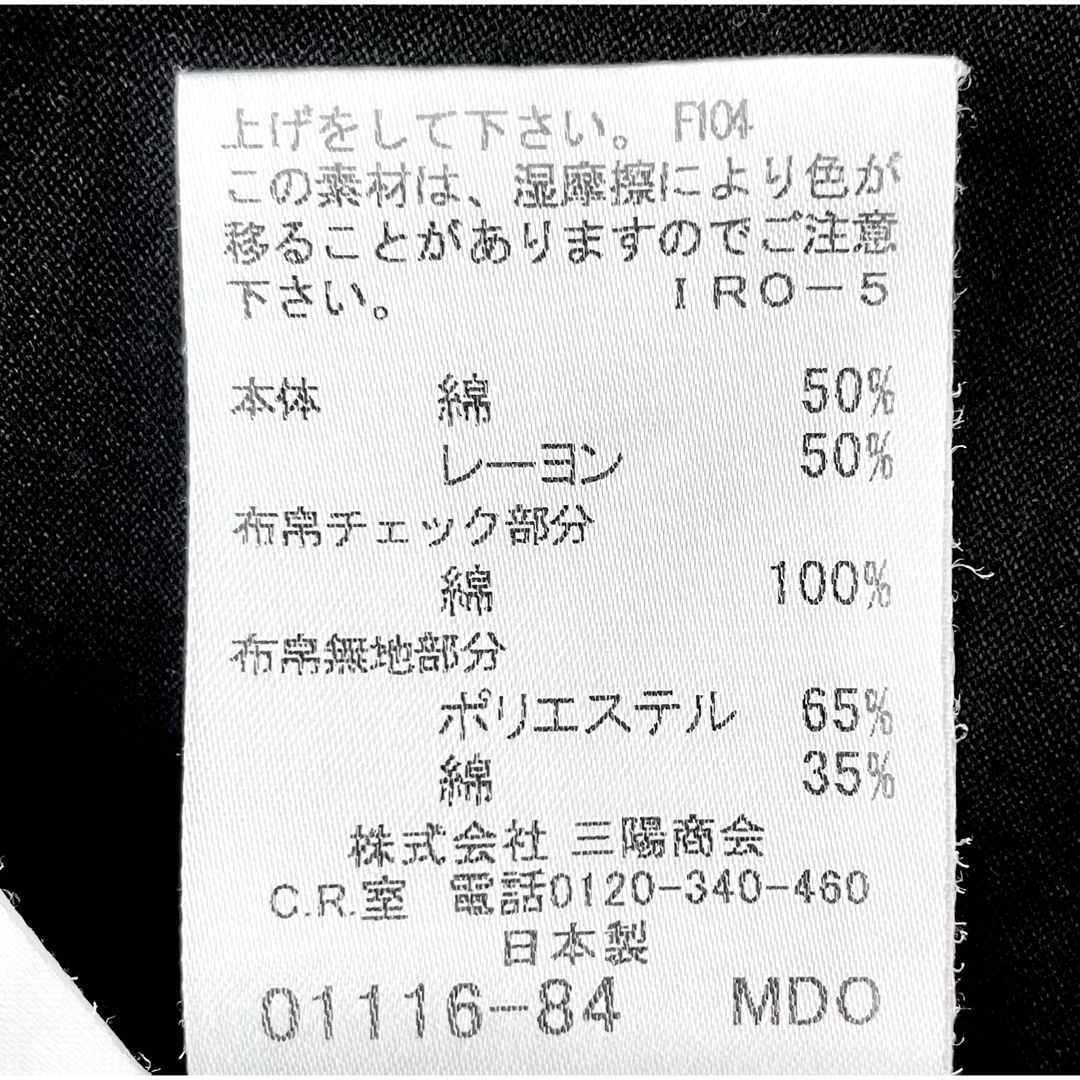 上げをして下さい。 F104
この素材は、湿摩擦により色が
移ることがありますのでご注意
下さい。 IRO-5
本体 綿 50%
レーヨン 50%
布帛チェック部分
綿 100%
布帛無地部分
ポリエステル 65%
綿 35%
株式会社 三陽商会
C.R.室 電話0120-340-460
日本製
01116-84 MDO